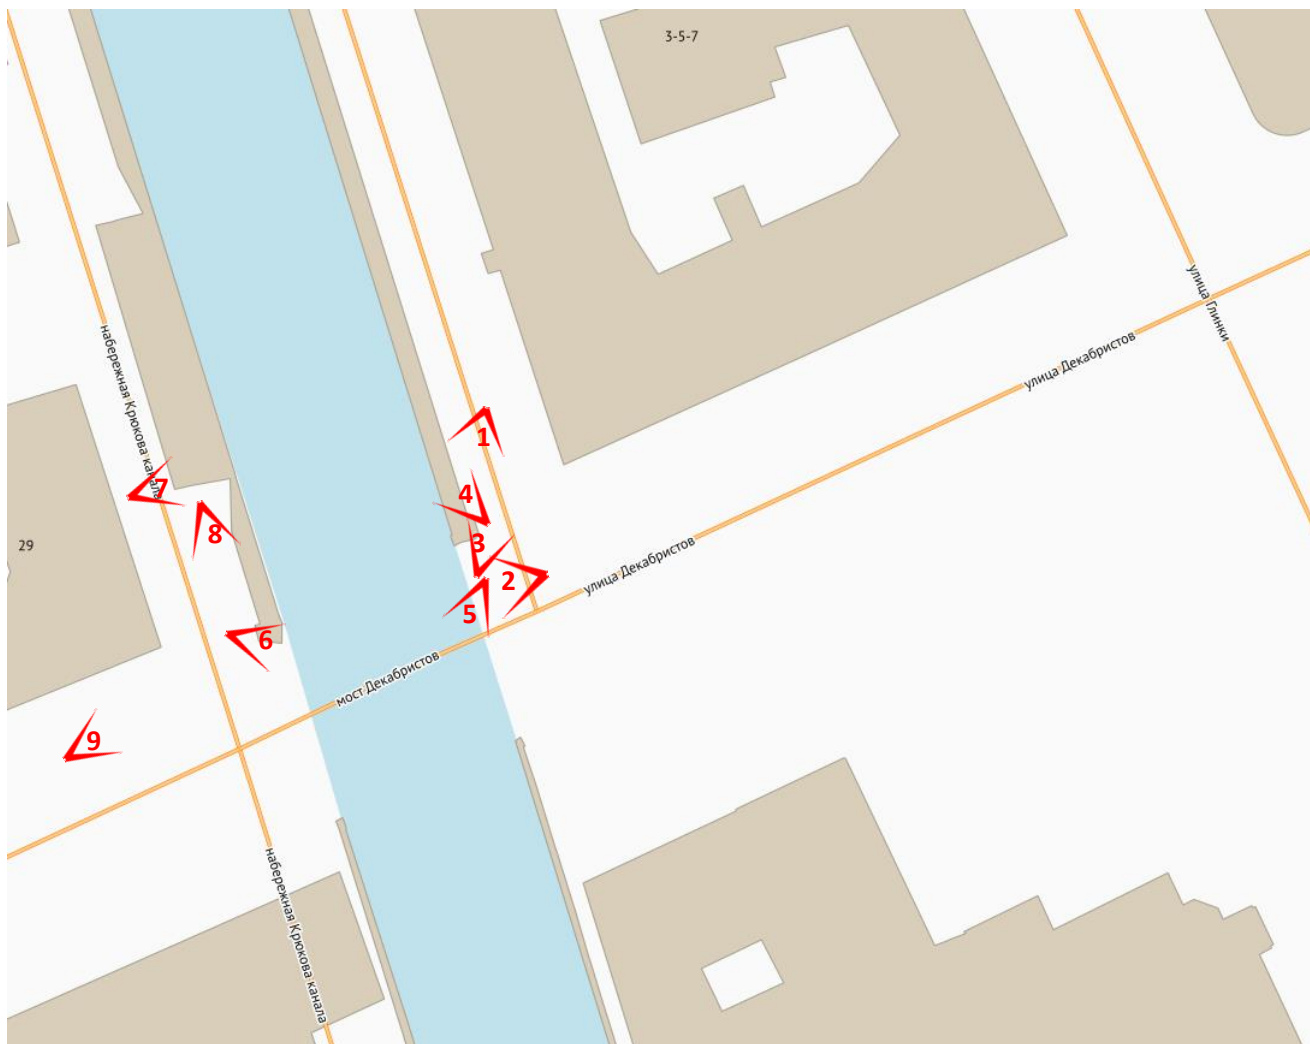 3-5-7
улица Глинки
улица Декабристов
набережная Крюкова канала
1
4
7
8
3
29
улица Декабристов
2
5
6
мост Декабристов
9
набережная Крюкова канала